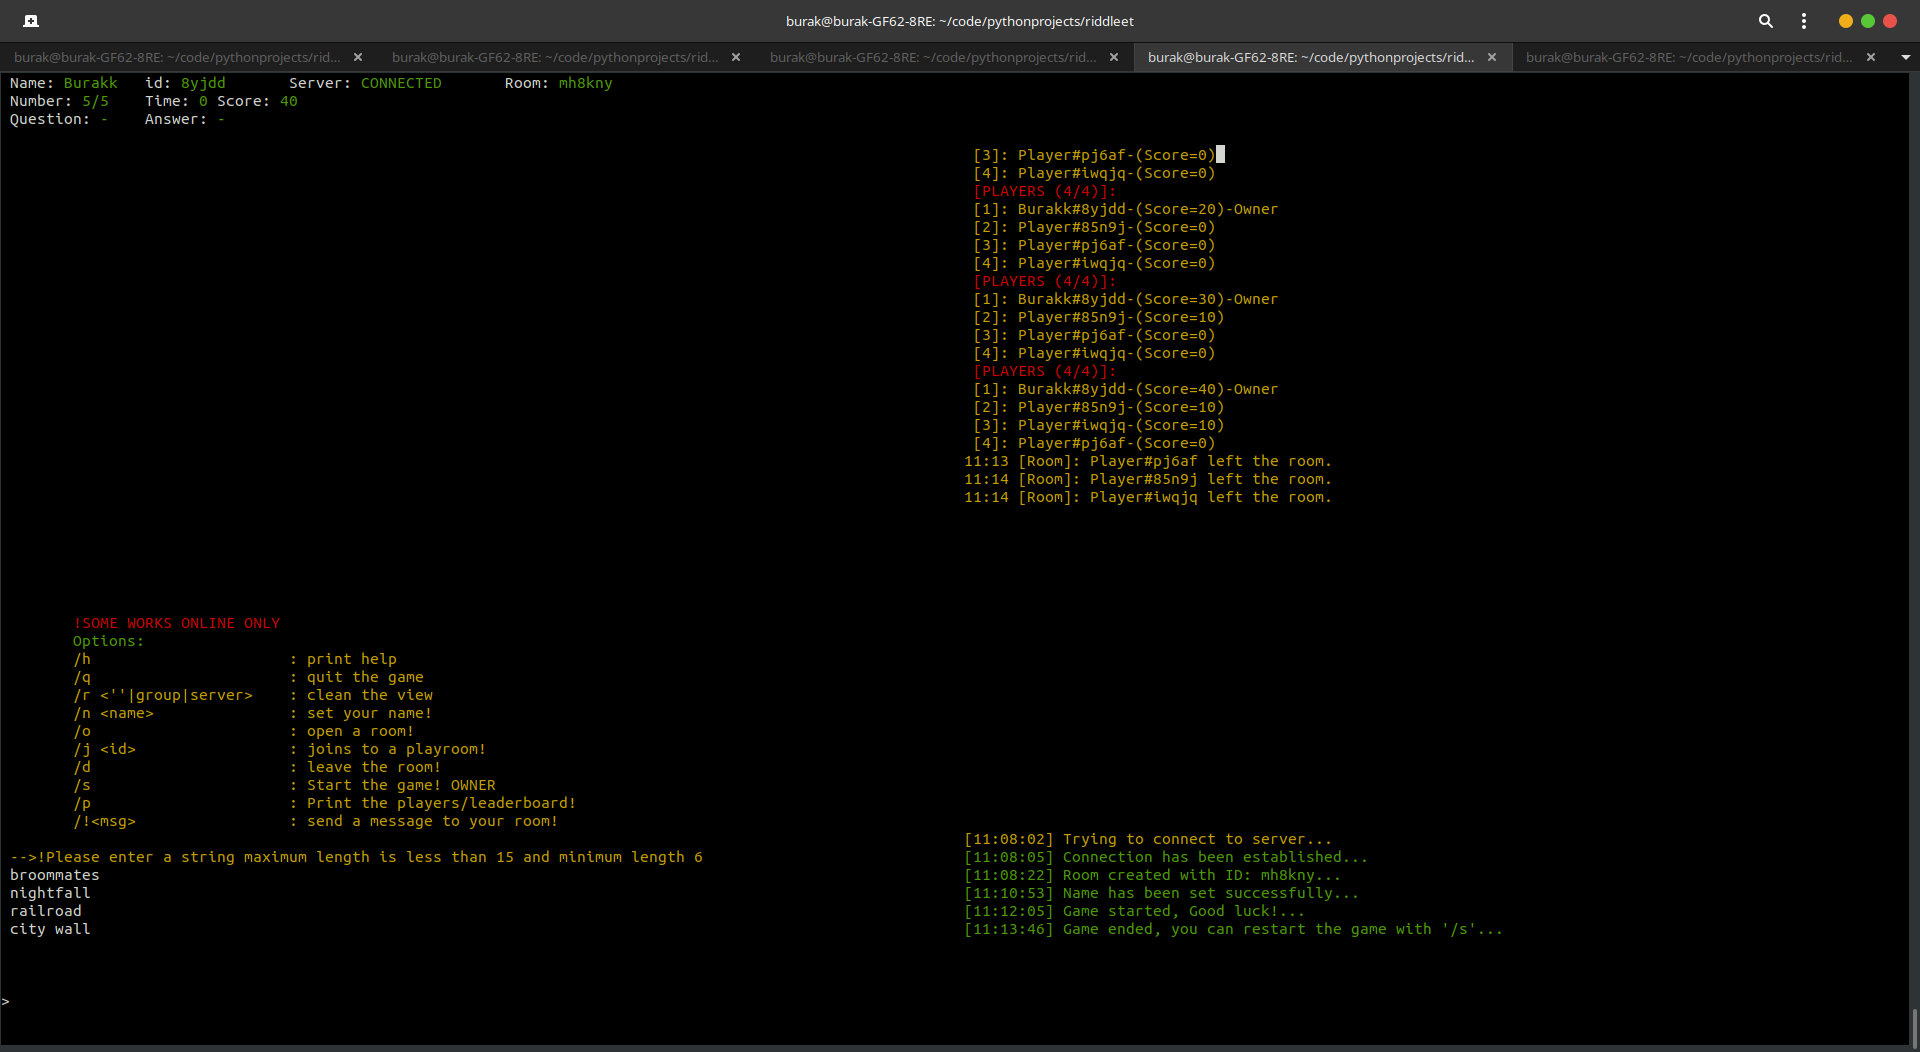 burak@burak-GF62-8RE: ~/code/pythonprojects/riddleet
burak@burak-GF62-8RE: ~/code/pythonprojects/rid... burak@burak-GF62-8RE: ~/code/pythonprojects/rid... burak@burak-GF62-8RE: ~/code/pythonprojects/rid... burak@burak-GF62-8RE: ~/code/pythonprojects/rid... burak@burak-GF62-8RE: ~/code/pythonprojects/rid...
Name: Burakk id: 8yjdd Server: CONNECTED Room: mh8kny
Number: 5/5 Time: 0 Score: 40
Question: - Answer: -
[3]: Player#pj6af-(Score=0)
[4]: Player#iwqjq-(Score=0)
[PLAYERS (4/4)]:
[1]: Burakk#8yjdd-(Score=20)-Owner
[2]: Player#85n9j-(Score=0)
[3]: Player#pj6af-(Score=0)
[4]: Player#iwqjq-(Score=0)
[PLAYERS (4/4)]:
[1]: Burakk#8yjdd-(Score=30)-Owner
[2]: Player#85n9j-(Score=10)
[3]: Player#pj6af-(Score=0)
[4]: Player#iwqjq-(Score=0)
[PLAYERS (4/4)]:
[1]: Burakk#8yjdd-(Score=40)-Owner
[2]: Player#85n9j-(Score=10)
[3]: Player#iwqjq-(Score=10)
[4]: Player#pj6af-(Score=0)
11:13 [Room]: Player#pj6af left the room.
11:14 [Room]: Player#85n9j left the room.
11:14 [Room]: Player#iwqjq left the room.
!SOME WORKS ONLINE ONLY
Options:
/h : print help
/q : quit the game
/r <''|group|server> : clean the view
/n <name> : set your name!
/o : open a room!
/j <id> : joins to a playroom!
/d : leave the room!
/s : Start the game! OWNER
/p : Print the players/leaderboard!
/!<msg> : send a message to your room!
-->!Please enter a string maximum length is less than 15 and minimum length 6
broommates
nightfall
railroad
city wall
[11:08:02] Trying to connect to server...
[11:08:05] Connection has been established...
[11:08:22] Room created with ID: mh8kny...
[11:10:53] Name has been set successfully...
[11:12:05] Game started, Good luck!...
[11:13:46] Game ended, you can restart the game with '/s'...
>